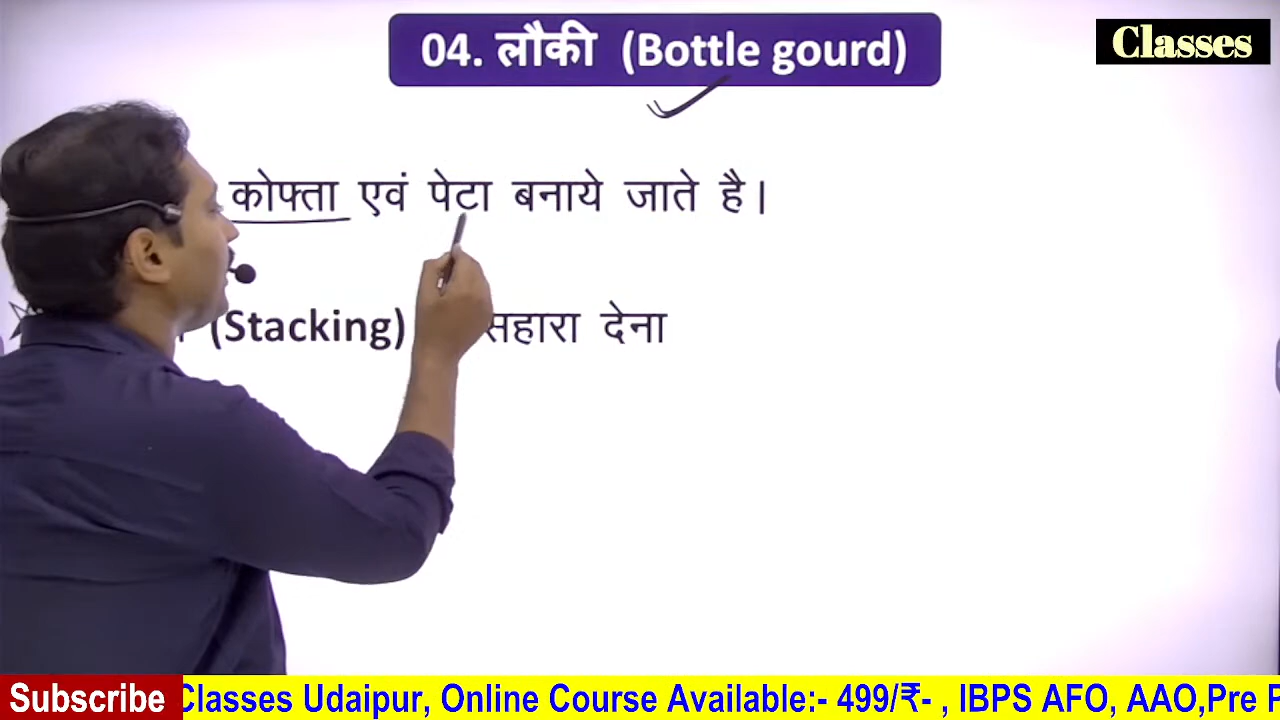 04. लौकी (Bottle gourd)
Classes
कोफ्ता एवं पेटा बनाये जाते है।
(Stacking) सहारा देना
Subscribe
Classes Udaipur, Online Course Available:- 499/₹- , IBPS AFO, AAO,Pre